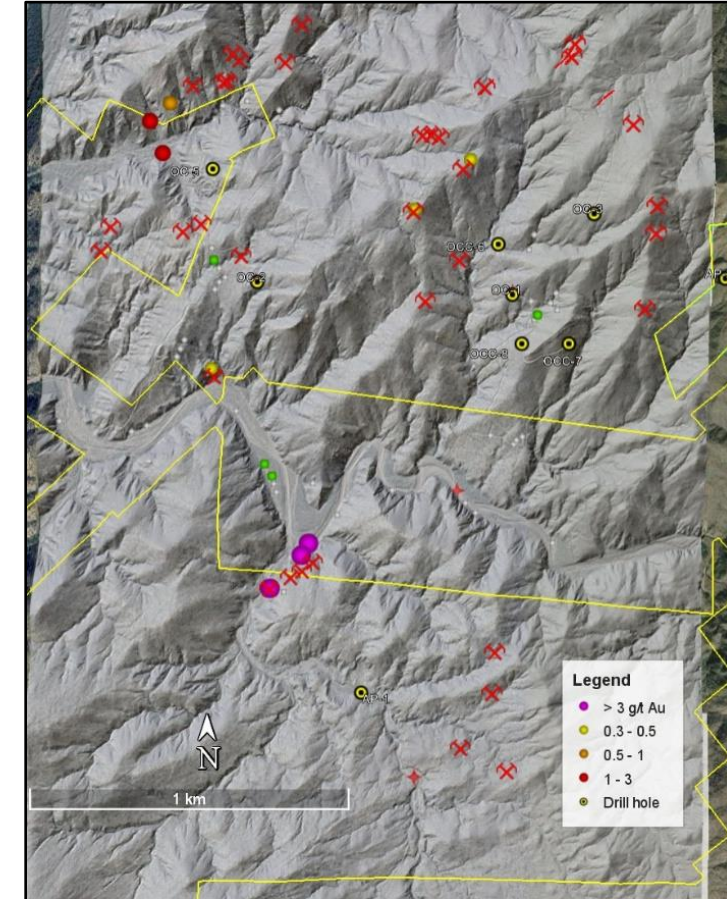 OC-5
OC-3
OCC-6
OC-2
OC-1
OCC-8
OCC-7
AP-1
N
1 km
Legend
> 3 g/t Au
0.3 - 0.5
0.5 - 1
1 - 3
Drill hole